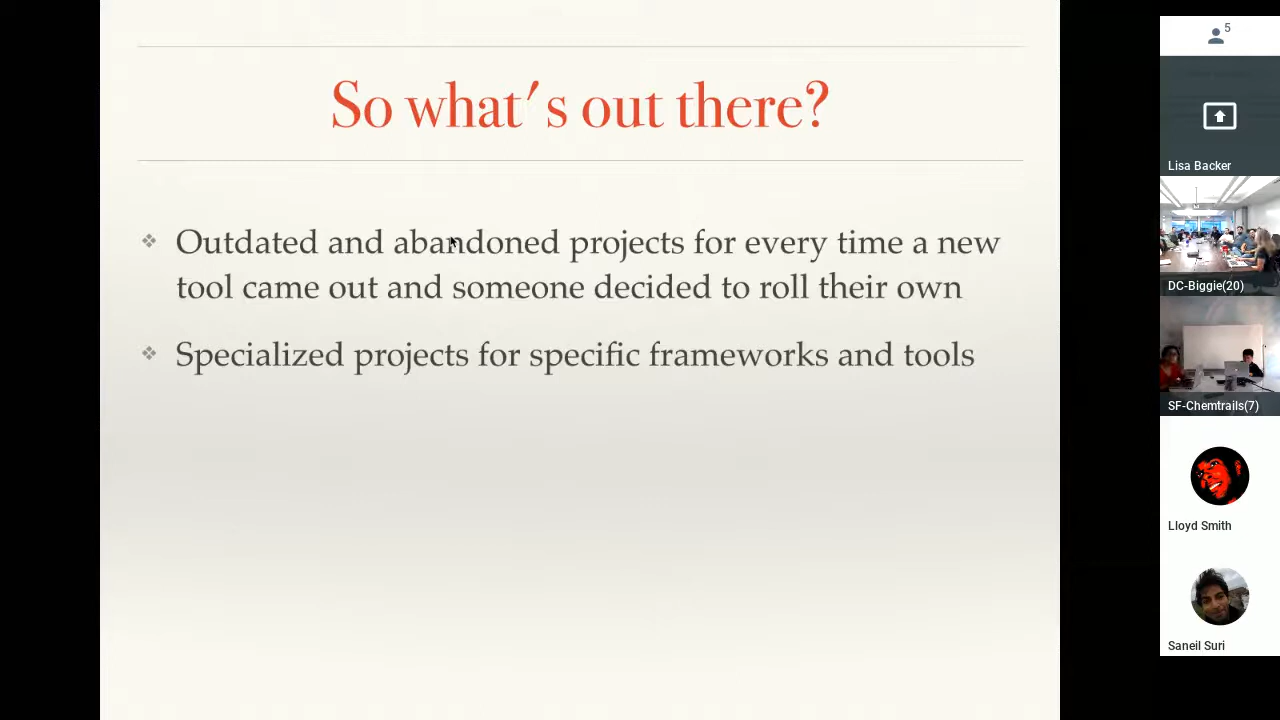 So what's out there?
Outdated and abandoned projects for every time a new
tool came out and someone decided to roll their own
Specialized projects for specific frameworks and tools
5
Lisa Backer
DC-Biggie(20)
SF-Chemtrails(7)
Lloyd Smith
Saneil Suri